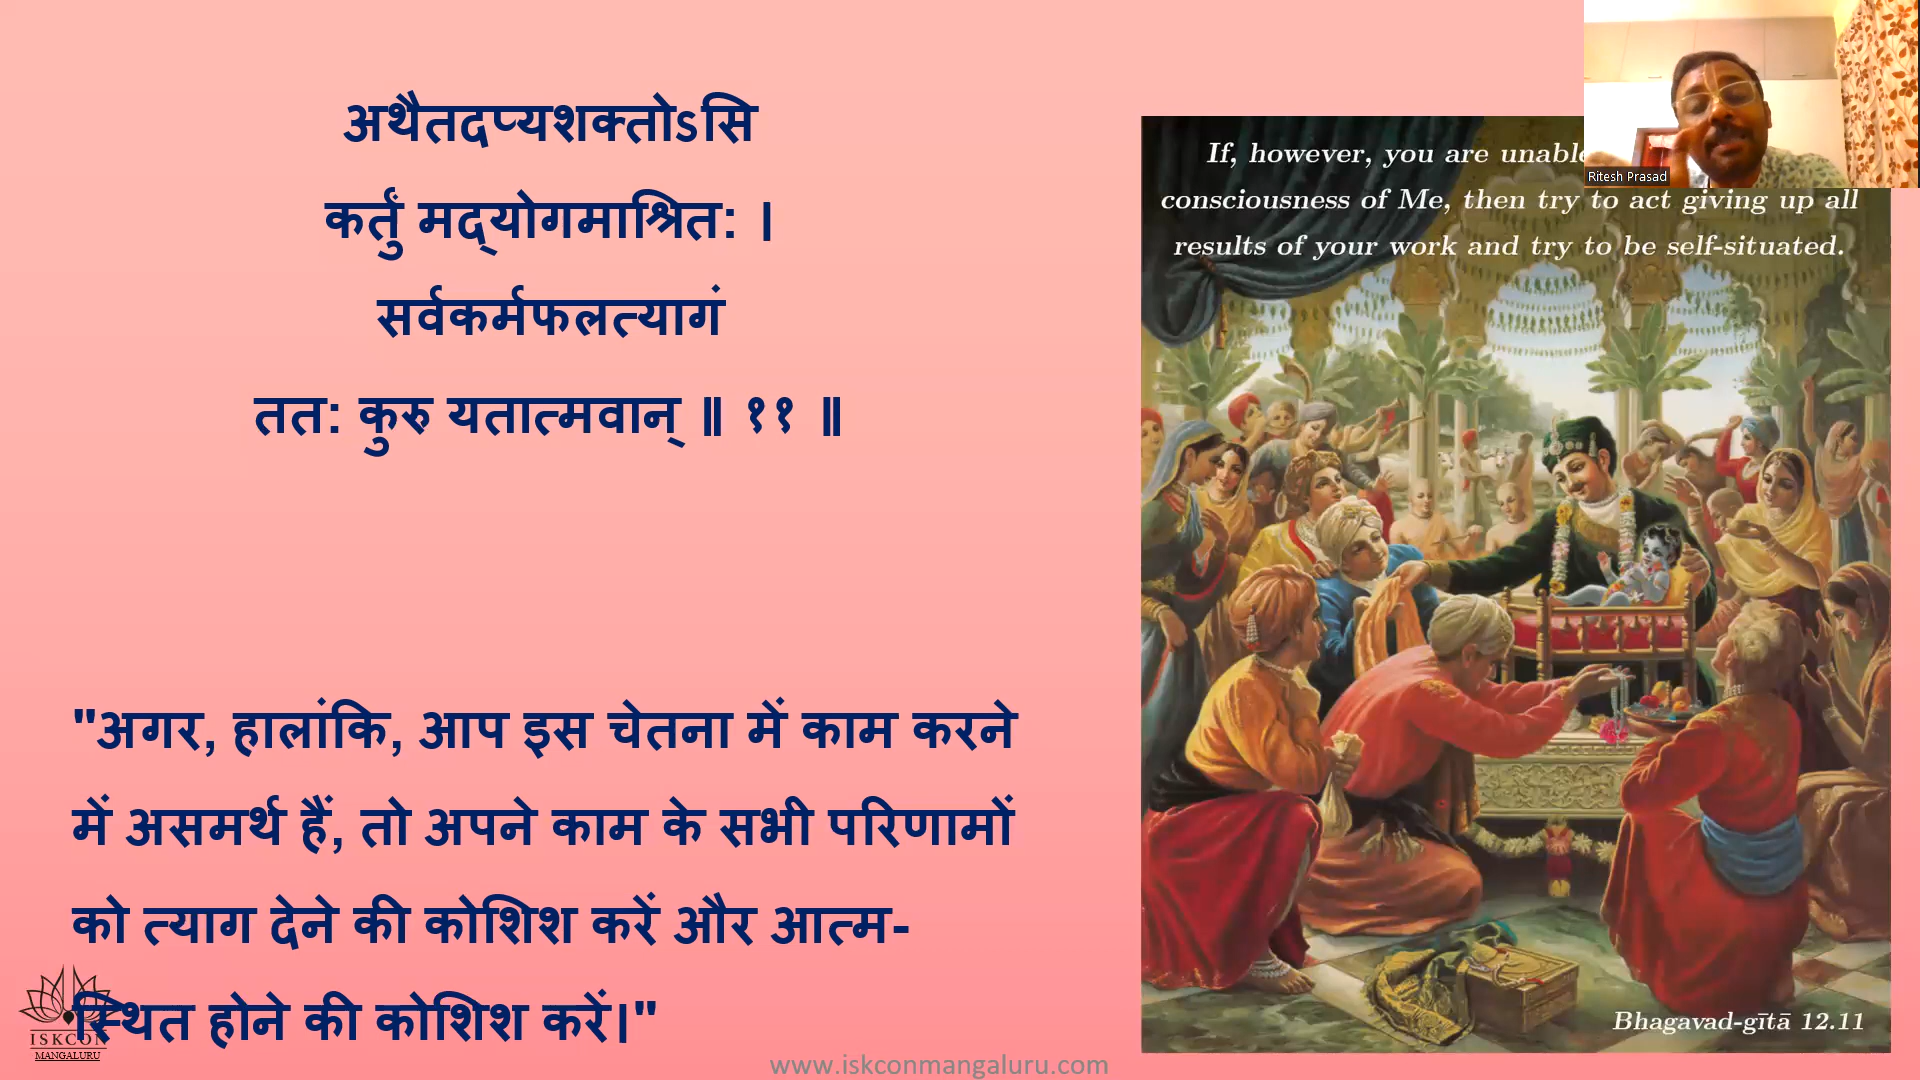 अथैतदप्यशक्तोऽसि
कर्तुं मद्योगमाश्रित: ।
सर्वकर्मफलत्यागं
तत: कुरु यतात्मवान् ॥ ११ ॥
"अगर, हालांकि, आप इस चेतना में काम करने
में असमर्थ हैं, तो अपने काम के सभी परिणामों
को त्याग देने की कोशिश करें और आत्म-
स्थित होने की कोशिश करें।"
ISKCON
MANGALURU
www.iskconmangaluru.com
If, however, you are unable
consciousness of Me, then try to act giving up all
results of your work and try to be self-situated.
Bhagavad-gītā 12.11
Ritesh Prasad